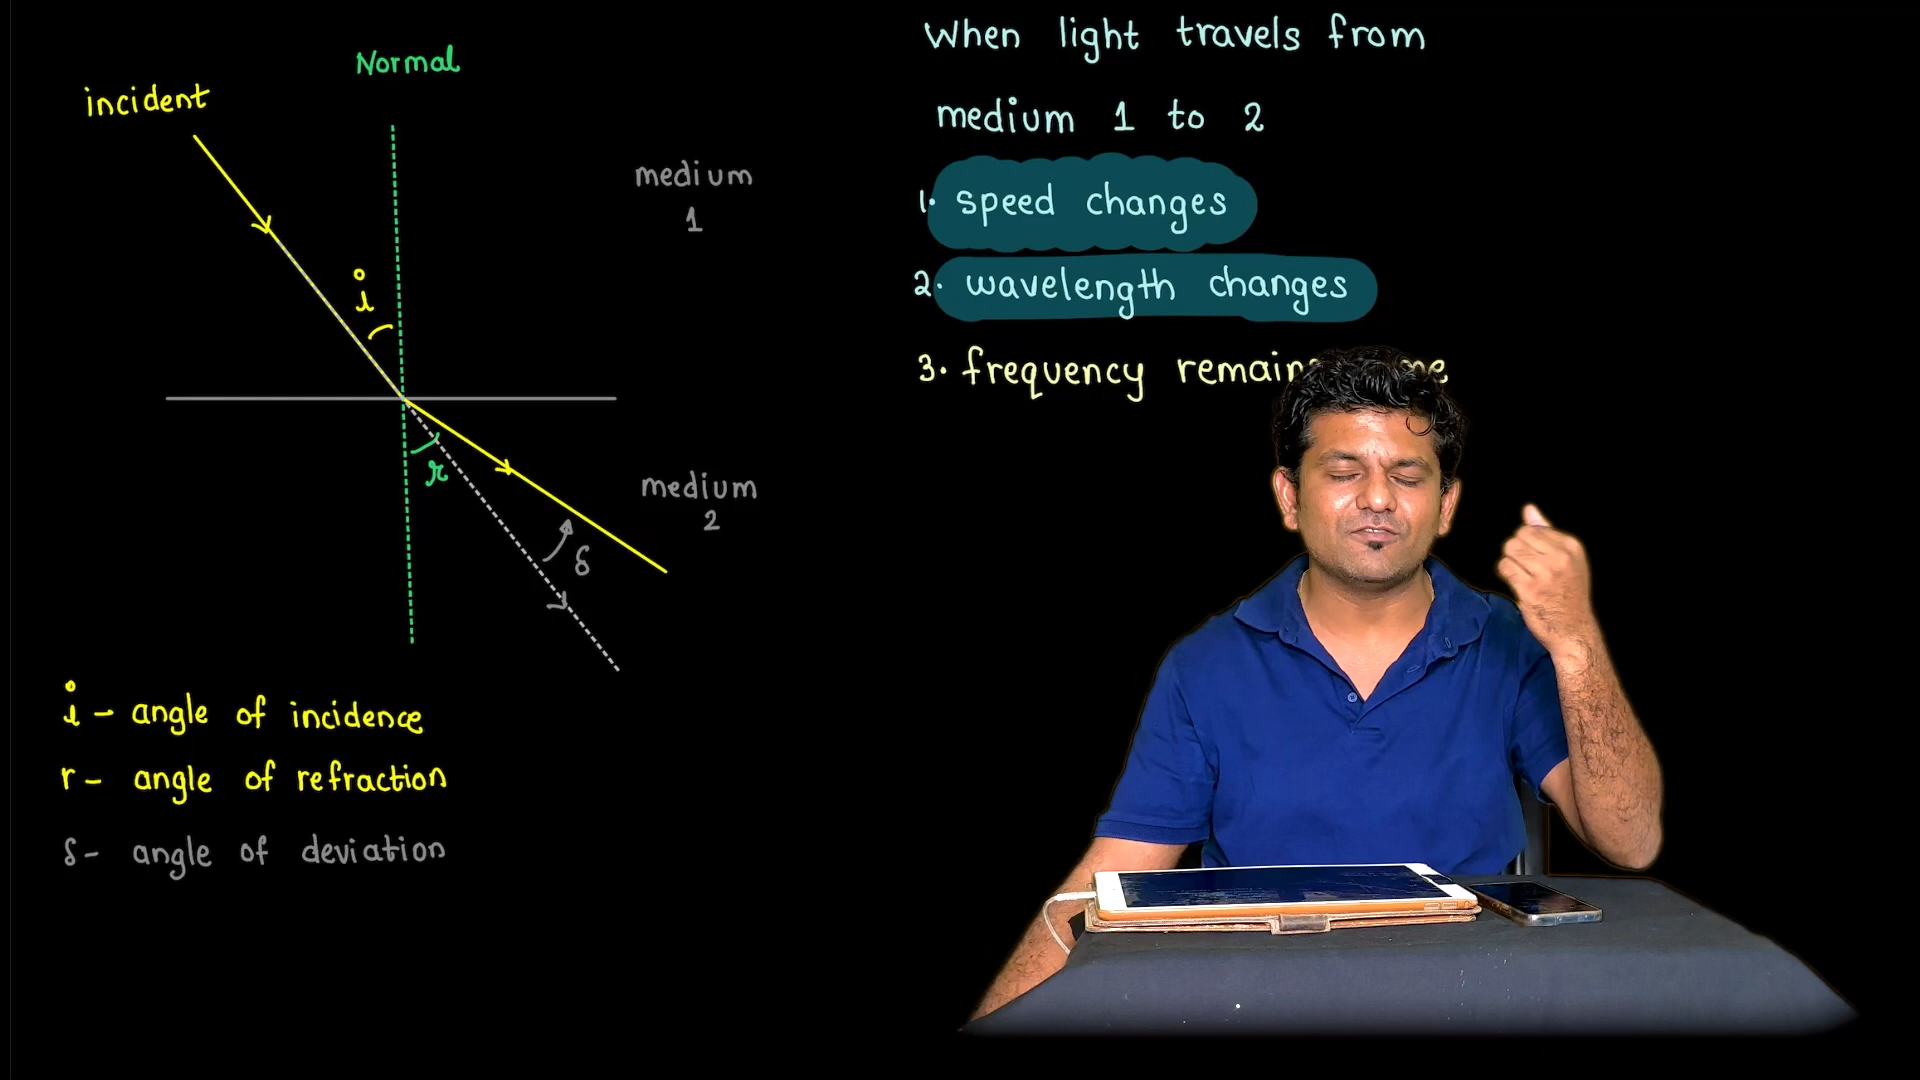 Normal
incident
medium
1
i
r
medium
2
δ
i - angle of incidence
r - angle of refraction
δ - angle of deviation
When light travels from
medium 1 to 2
1. speed changes
2. wavelength changes
3. frequency